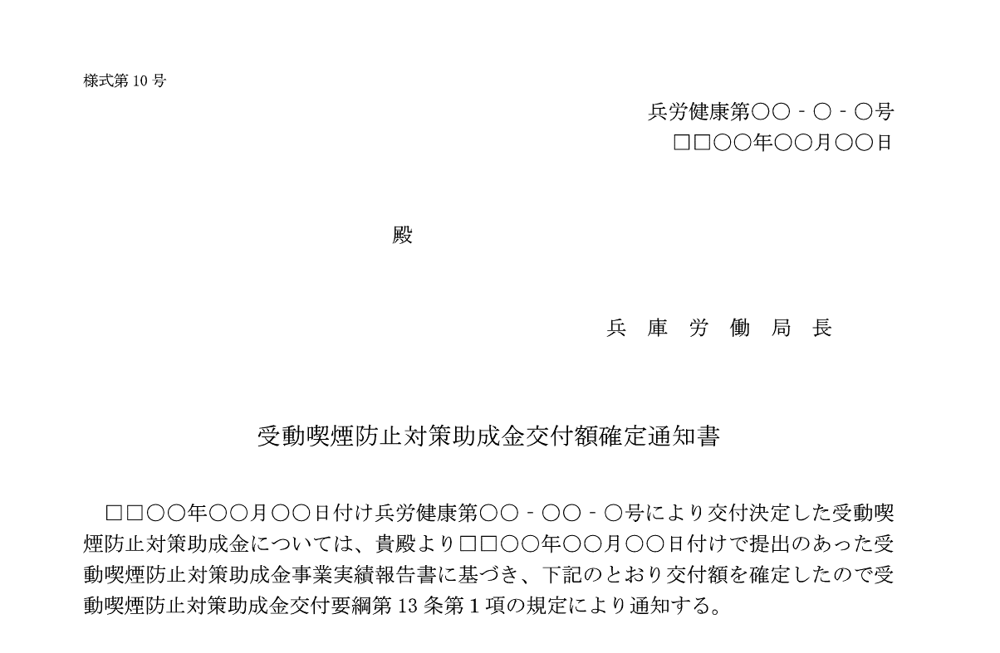 様式第 10 号
兵労健康第〇〇‐〇‐〇号
□□〇〇年〇〇月〇〇日
殿
兵　庫　労　働　局　長
受動喫煙防止対策助成金交付額確定通知書
□□〇〇年〇〇月〇〇日付け兵労健康第〇〇‐〇〇‐〇号により交付決定した受動喫
煙防止対策助成金については、貴殿より□□〇〇年〇〇月〇〇日付けで提出のあった受
動喫煙防止対策助成金事業実績報告書に基づき、下記のとおり交付額を確定したので受
動喫煙防止対策助成金交付要綱第 13 条第１項の規定により通知する。